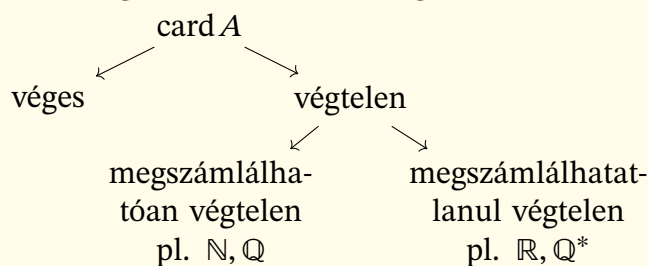 card A
véges
végtelen
megszámlálha-
tóan végtelen
pl. ℕ, ℚ
megszámlálhatat-
lanul végtelen
pl. ℝ, ℚ*